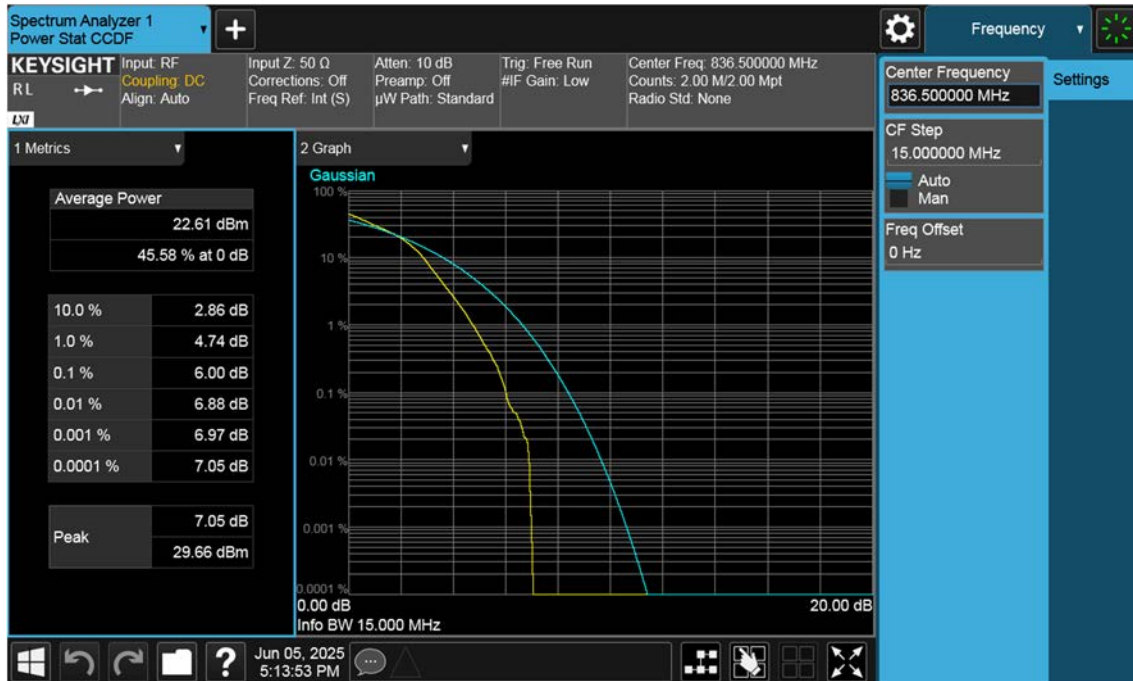 Spectrum Analyzer 1
Power Stat CCDF
Frequency
KEYSIGHT
R L
LXI
Input: RF
Coupling: DC
Align: Auto
Input Z: 50 Ω
Corrections: Off
Freq Ref: Int (S)
Atten: 10 dB
Preamp: Off
µW Path: Standard
Trig: Free Run
#IF Gain: Low
Center Freq: 836.500000 MHz
Counts: 2.00 M/2.00 Mpt
Radio Std: None
Center Frequency
836.500000 MHz
Settings
CF Step
15.000000 MHz
Auto
Man
Freq Offset
0 Hz
1 Metrics
Average Power
22.61 dBm
45.58 % at 0 dB
10.0 % 2.86 dB
1.0 % 4.74 dB
0.1 % 6.00 dB
0.01 % 6.88 dB
0.001 % 6.97 dB
0.0001 % 7.05 dB
Peak
7.05 dB
29.66 dBm
2 Graph
Gaussian
100 %
10 %
1 %
0.1 %
0.01 %
0.001 %
0.0001 %
0.00 dB 20.00 dB
Info BW 15.000 MHz
Jun 05, 2025
5:13:53 PM